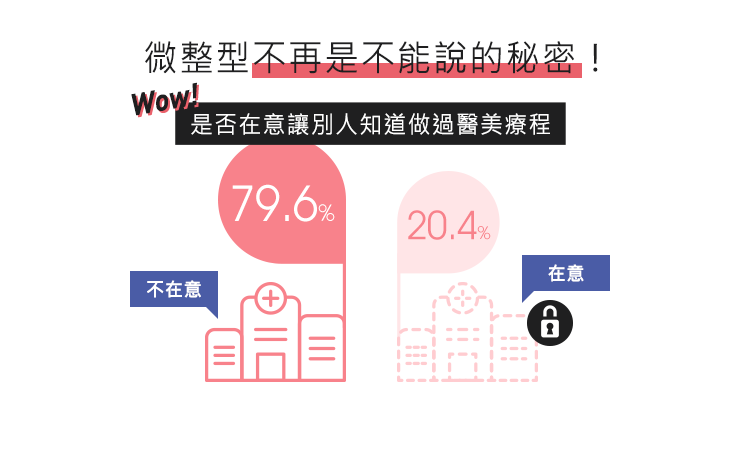 微整型不再是不能說的秘密！
Wow!
是否在意讓別人知道做過醫美療程
79.6%
20.4%
在意
不在意